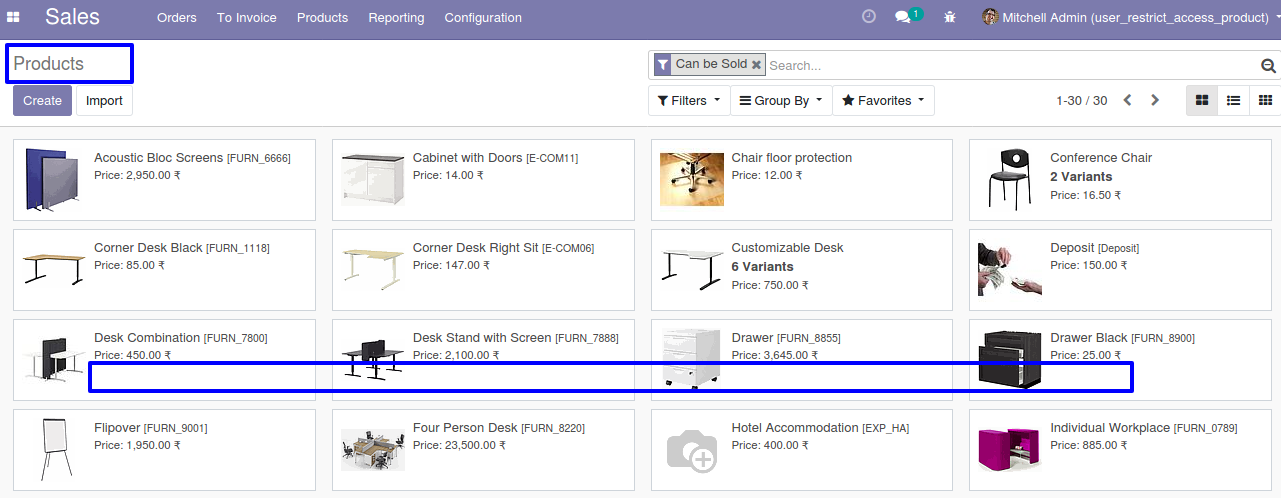 Sales Orders To Invoice Products Reporting Configuration 1 Mitchell Admin (user_restrict_access_product)
Products Can be Sold Search...
Create Import Filters Group By Favorites 1-30 / 30
Acoustic Bloc Screens [FURN_6666] Cabinet with Doors [E-COM11] Chair floor protection Conference Chair
Price: 2,950.00 ₹ Price: 14.00 ₹ Price: 12.00 ₹ 2 Variants
Price: 16.50 ₹
Corner Desk Black [FURN_1118] Corner Desk Right Sit [E-COM06] Customizable Desk Deposit [Deposit]
Price: 85.00 ₹ Price: 147.00 ₹ 6 Variants Price: 150.00 ₹
Price: 750.00 ₹
Desk Combination [FURN_7800] Desk Stand with Screen [FURN_7888] Drawer [FURN_8855] Drawer Black [FURN_8900]
Price: 450.00 ₹ Price: 2,100.00 ₹ Price: 3,645.00 ₹ Price: 25.00 ₹
Flipover [FURN_9001] Four Person Desk [FURN_8220] Hotel Accommodation [EXP_HA] Individual Workplace [FURN_0789]
Price: 1,950.00 ₹ Price: 23,500.00 ₹ Price: 400.00 ₹ Price: 885.00 ₹